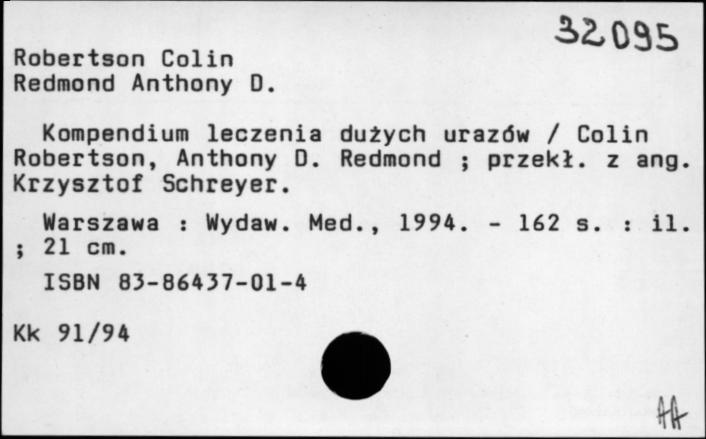 32095
Robertson Colin
Redmond Anthony D.
Kompendium leczenia dużych urazów / Colin
Robertson, Anthony D. Redmond ; przekł. z ang.
Krzysztof Schreyer.
Warszawa : Wydaw. Med., 1994. - 162 s. : il.
; 21 cm.
ISBN 83-86437-01-4
Kk 91/94
AA